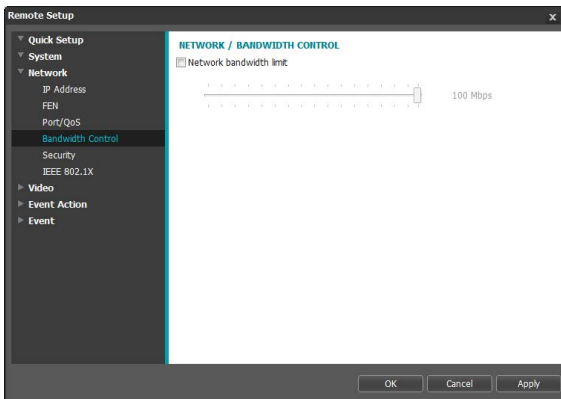 Remote Setup
x
Quick Setup
System
Network
IP Address
FEN
Port/QoS
Bandwidth Control
Security
IEEE 802.1X
Video
Event Action
Event
NETWORK / BANDWIDTH CONTROL
Network bandwidth limit
100 Mbps
OK
Cancel
Apply